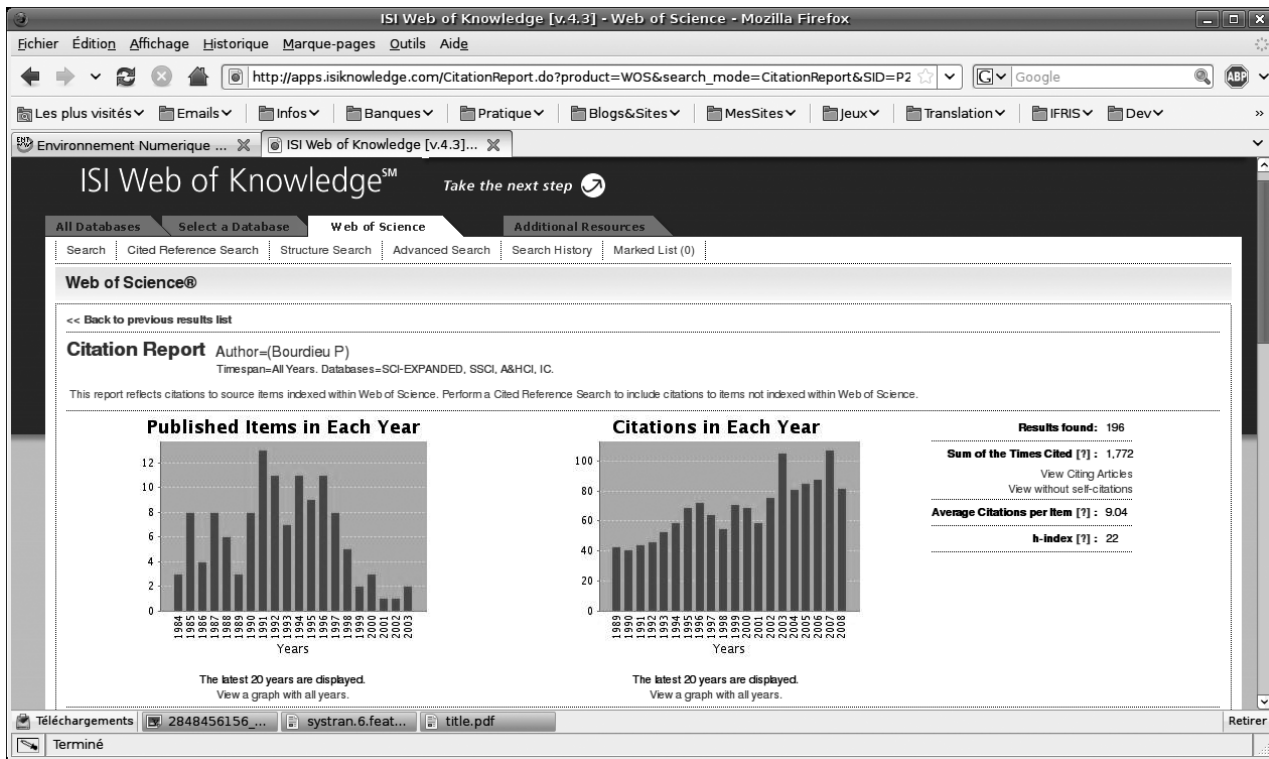 ISI Web of Knowledge [v.4.3] - Web of Science - Mozilla Firefox
Fichier Édition Affichage Historique Marque-pages Outils Aide
http://apps.isiknowledge.com/CitationReport.do?product=WOS&search_mode=CitationReport&SID=P2 G Google ABP
Les plus visités Emails Infos Banques Pratique Blogs&Sites MesSites Jeux Translation IFRIS Dev »
Environnement Numerique ... ISI Web of Knowledge [v.4.3]...
ISI Web of Knowledge℠ Take the next step
All Databases Select a Database Web of Science Additional Resources
Search Cited Reference Search Structure Search Advanced Search Search History Marked List (0)
Web of Science®
<< Back to previous results list
Citation Report Author=(Bourdieu P)
Timespan=All Years. Databases=SCI-EXPANDED, SSCI, A&HCI, IC.
This report reflects citations to source items indexed within Web of Science. Perform a Cited Reference Search to include citations to items not indexed within Web of Science.
Published Items in Each Year
12
10
8
6
4
2
0
1984 1985 1986 1987 1988 1989 1990 1991 1992 1993 1994 1995 1996 1997 1998 1999 2000 2001 2002 2003
Years
The latest 20 years are displayed.
View a graph with all years.
Citations in Each Year
100
80
60
40
20
0
1989 1990 1991 1992 1993 1994 1995 1996 1997 1998 1999 2000 2001 2002 2003 2004 2005 2006 2007 2008
Years
The latest 20 years are displayed.
View a graph with all years.
Results found: 196
Sum of the Times Cited [?] : 1,772
View Citing Articles
View without self-citations
Average Citations per Item [?] : 9.04
h-index [?] : 22
Téléchargements 2848456156_... systran.6.feat... title.pdf Retirer
Terminé